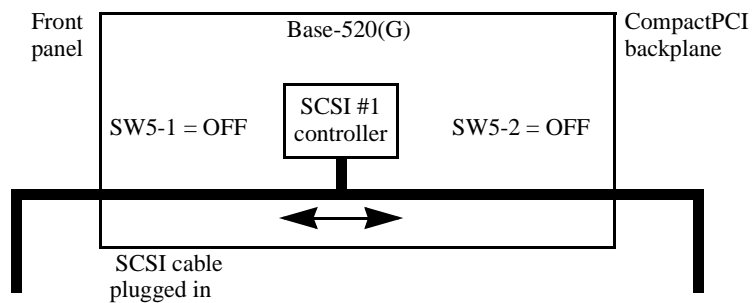 Front
panel
Base-520(G)
CompactPCI
backplane
SW5-1 = OFF
SCSI #1
controller
SW5-2 = OFF
SCSI cable
plugged in